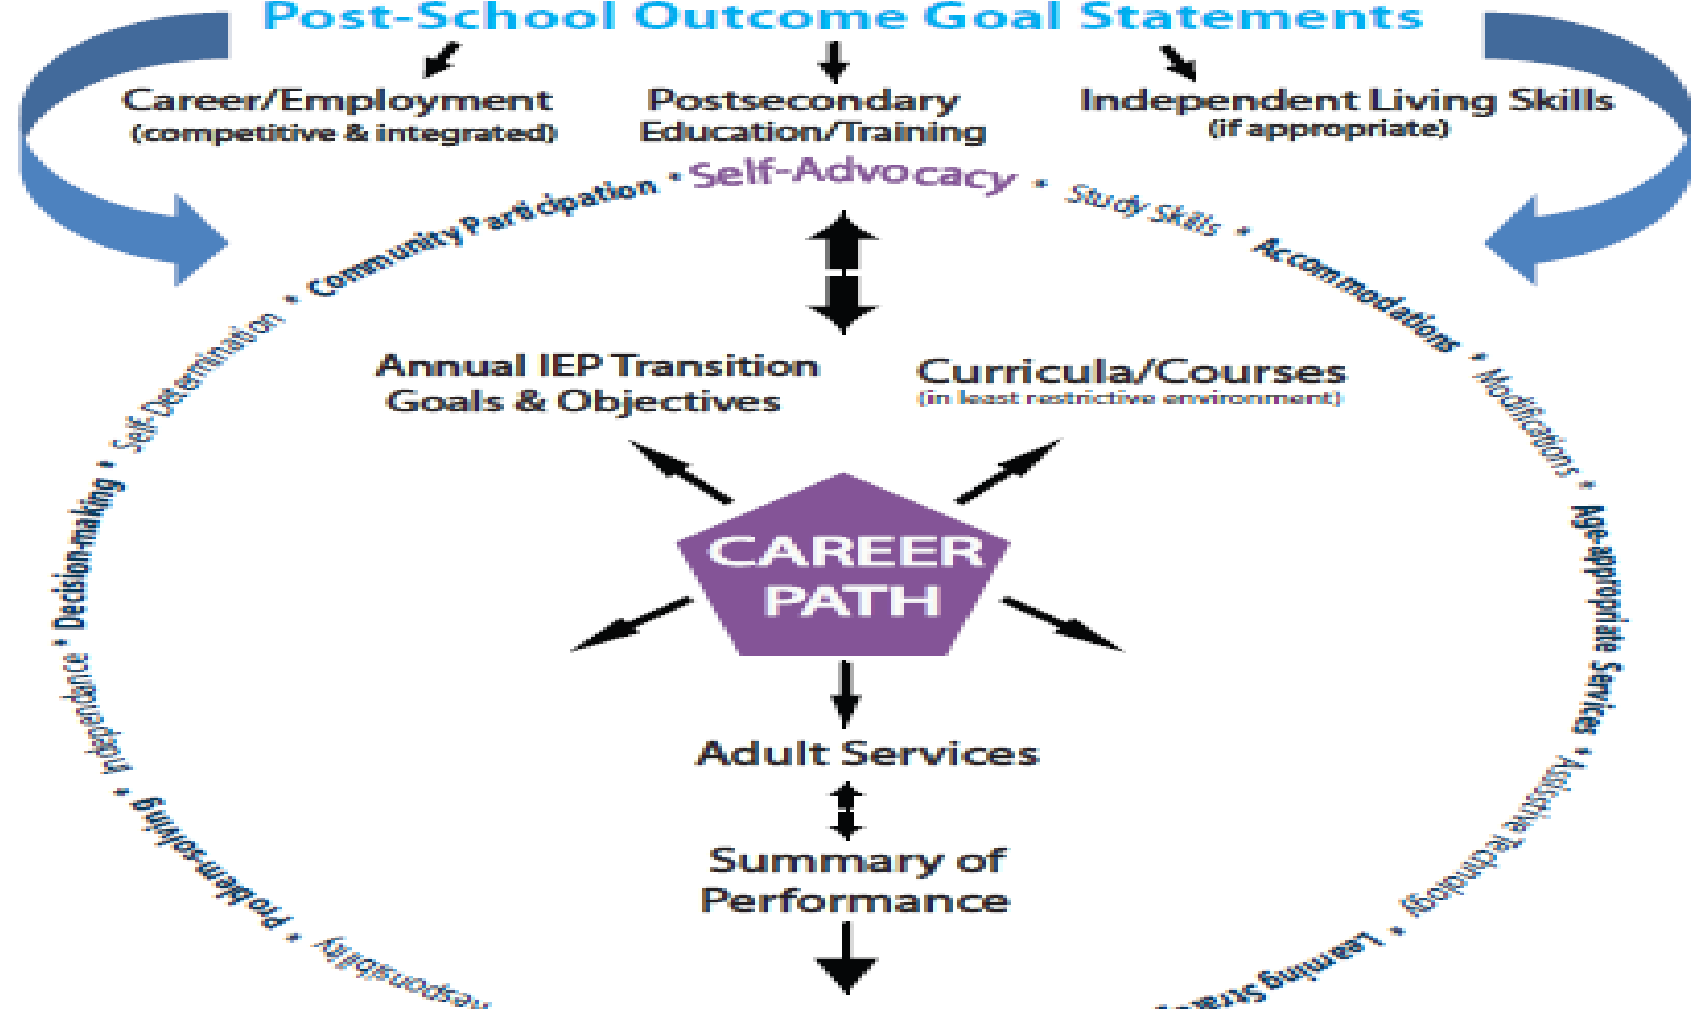 Post-School Outcome Goal Statements
Career/Employment
(competitive & integrated)
Postsecondary
Education/Training
Independent Living Skills
(if appropriate)
Responsibility • Problem-solving • Independence • Decision-making • Self-Determination • Community Participation • Self-Advocacy • Study Skills • Accommodations • Modifications • Age-appropriate Services • Assistive Technology • Learning
Annual IEP Transition
Goals & Objectives
Curricula/Courses
(in least restrictive environment)
CAREER
PATH
Adult Services
Summary of
Performance